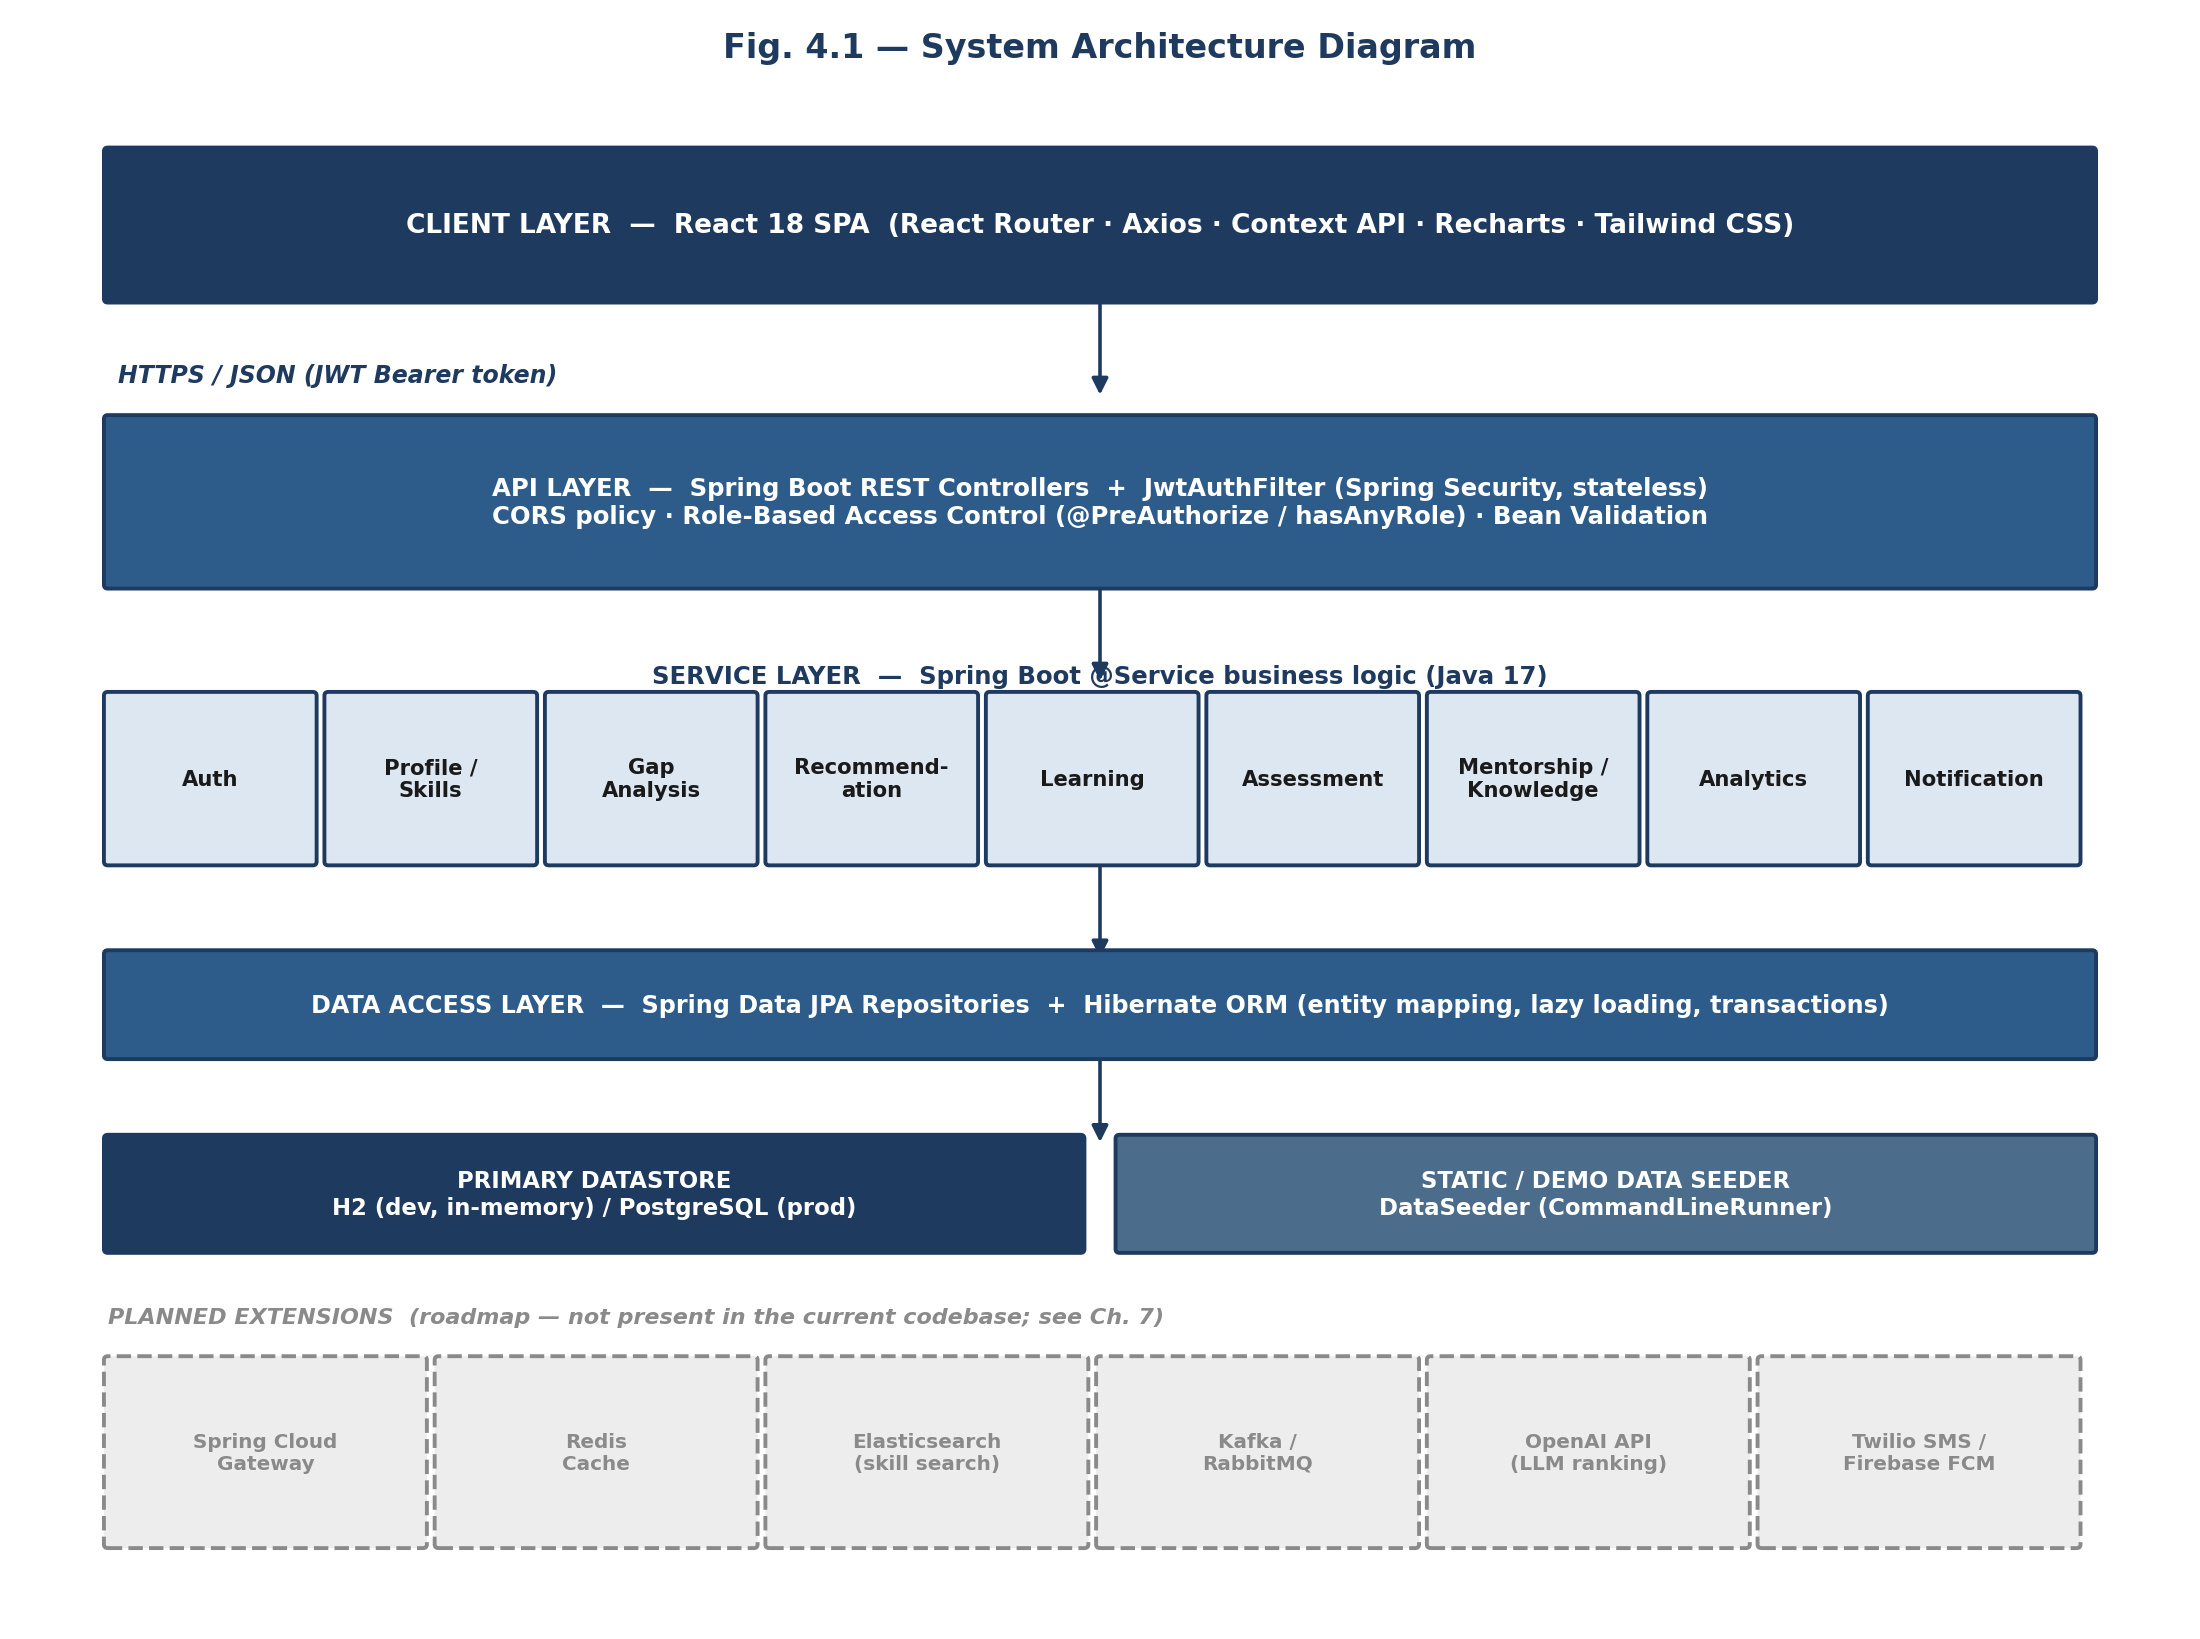 Fig. 4.1 — System Architecture Diagram
CLIENT LAYER — React 18 SPA (React Router · Axios · Context API · Recharts · Tailwind CSS)
HTTPS / JSON (JWT Bearer token)
API LAYER — Spring Boot REST Controllers + JwtAuthFilter (Spring Security, stateless)
CORS policy · Role-Based Access Control (@PreAuthorize / hasAnyRole) · Bean Validation
SERVICE LAYER — Spring Boot @Service business logic (Java 17)
Auth
Profile /
Skills
Gap
Analysis
Recommend-
ation
Learning
Assessment
Mentorship /
Knowledge
Analytics
Notification
DATA ACCESS LAYER — Spring Data JPA Repositories + Hibernate ORM (entity mapping, lazy loading, transactions)
PRIMARY DATASTORE
H2 (dev, in-memory) / PostgreSQL (prod)
STATIC / DEMO DATA SEEDER
DataSeeder (CommandLineRunner)
PLANNED EXTENSIONS (roadmap — not present in the current codebase; see Ch. 7)
Spring Cloud
Gateway
Redis
Cache
Elasticsearch
(skill search)
Kafka /
RabbitMQ
OpenAI API
(LLM ranking)
Twilio SMS /
Firebase FCM